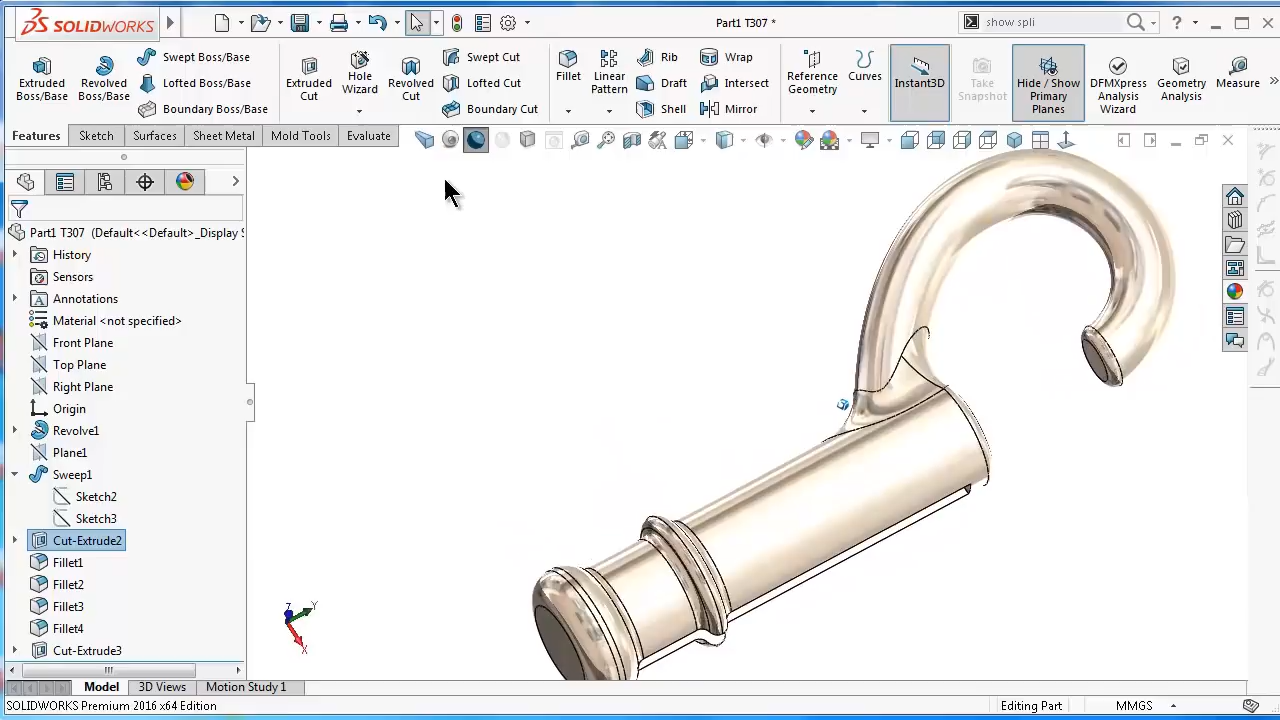 SOLIDWORKS
Part1 T307 *
show spli
Extruded Boss/Base
Revolved Boss/Base
Swept Boss/Base
Lofted Boss/Base
Boundary Boss/Base
Extruded Cut
Hole Wizard
Revolved Cut
Swept Cut
Lofted Cut
Boundary Cut
Fillet
Linear Pattern
Rib
Draft
Shell
Wrap
Intersect
Mirror
Reference Geometry
Curves
Instant3D
Take Snapshot
Hide / Show Primary Planes
DFMXpress Analysis Wizard
Geometry Analysis
Measure
Features
Sketch
Surfaces
Sheet Metal
Mold Tools
Evaluate
Part1 T307 (Default<<Default>_Display S
History
Sensors
Annotations
Material <not specified>
Front Plane
Top Plane
Right Plane
Origin
Revolve1
Plane1
Sweep1
Sketch2
Sketch3
Cut-Extrude2
Fillet1
Fillet2
Fillet3
Fillet4
Cut-Extrude3
Z
Y
X
Model
3D Views
Motion Study 1
SOLIDWORKS Premium 2016 x64 Edition
Editing Part
MMGS